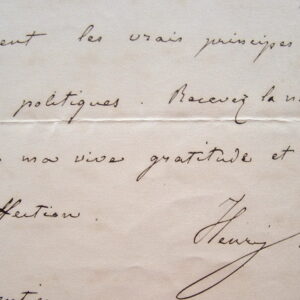 ent les vrais principes
politiques. Recevez la
ma vive gratitude et
ffection.
Henri